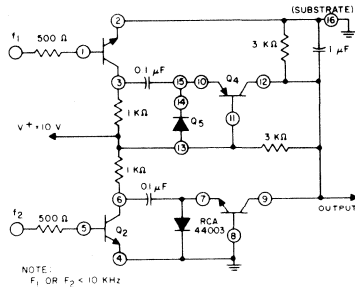 (SUBSTRATE)
2
16
f1
500 Ω
1
3 KΩ
1 μF
3
0.1 μF
15
10
Q4
12
14
1 KΩ
Q5
11
V+ = 10 V
13
3 KΩ
1 KΩ
6
0.1 μF
7
9
OUTPUT
f2
500 Ω
5
Q2
RCA
44003
8
4
NOTE:
F1 OR F2 < 10 KHz